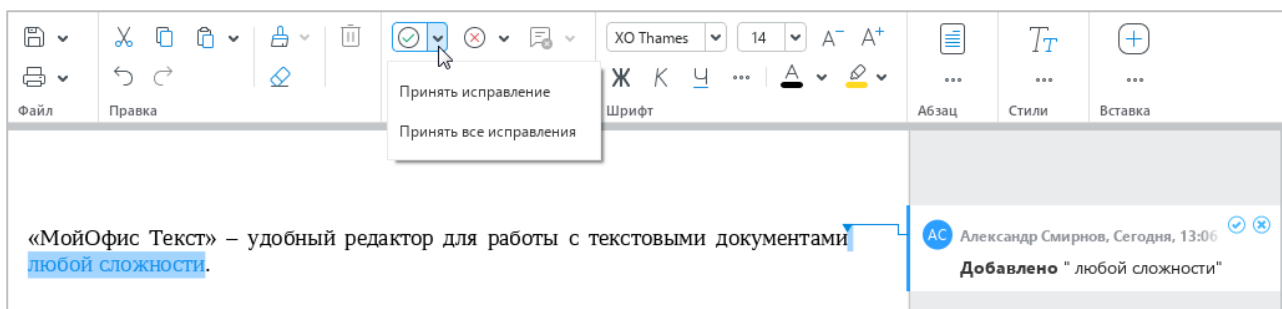 XO Thames 14 A⁻ A⁺ Тт
Принять исправление
Ж К Ч ... А
Файл Правка Шрифт Абзац Стили Вставка
Принять все исправления
«МойОфис Текст» – удобный редактор для работы с текстовыми документами
любой сложности.
АС Александр Смирнов, Сегодня, 13:06
Добавлено " любой сложности"